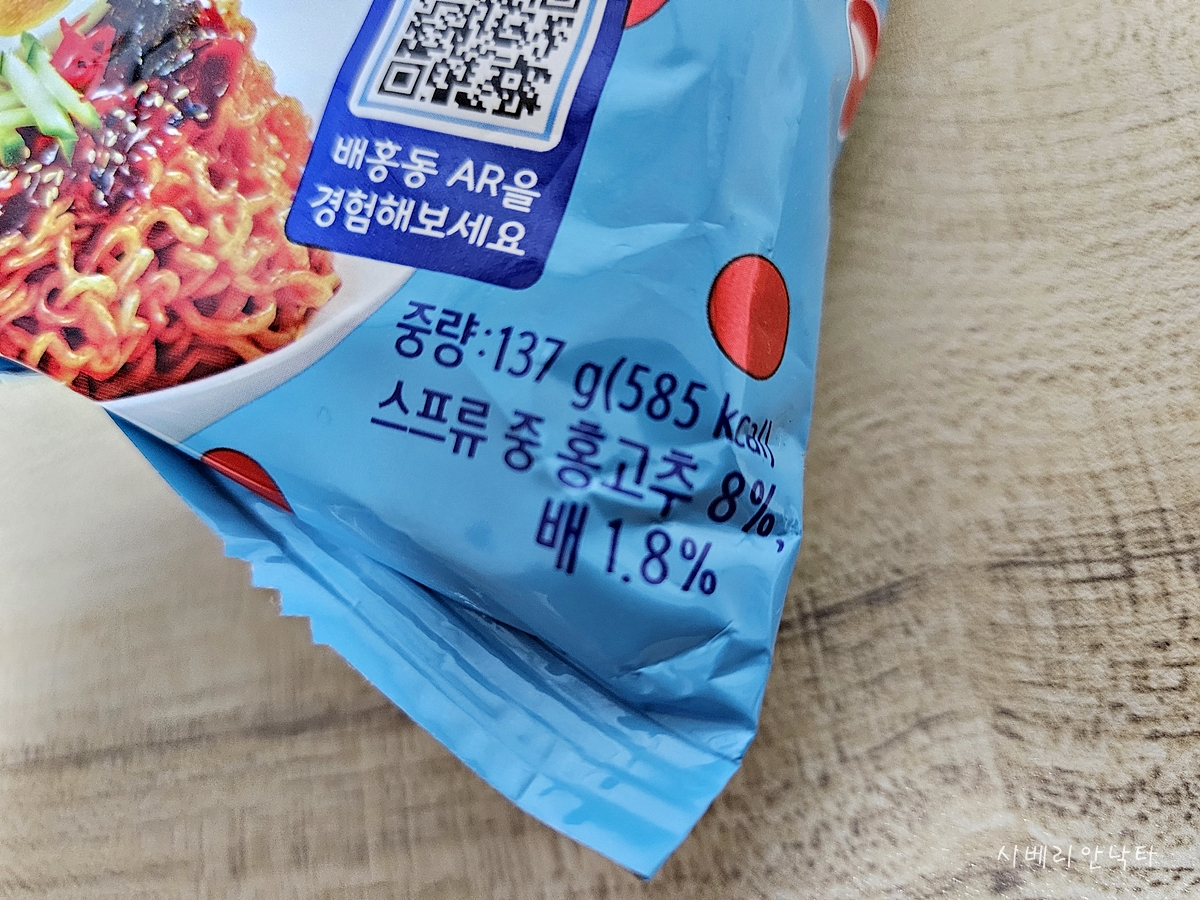 배홍동 AR을
경험해보세요
중량:137 g(585 kcal)
스프류 중 홍고추 8%,
배 1.8%
시베리안낙타